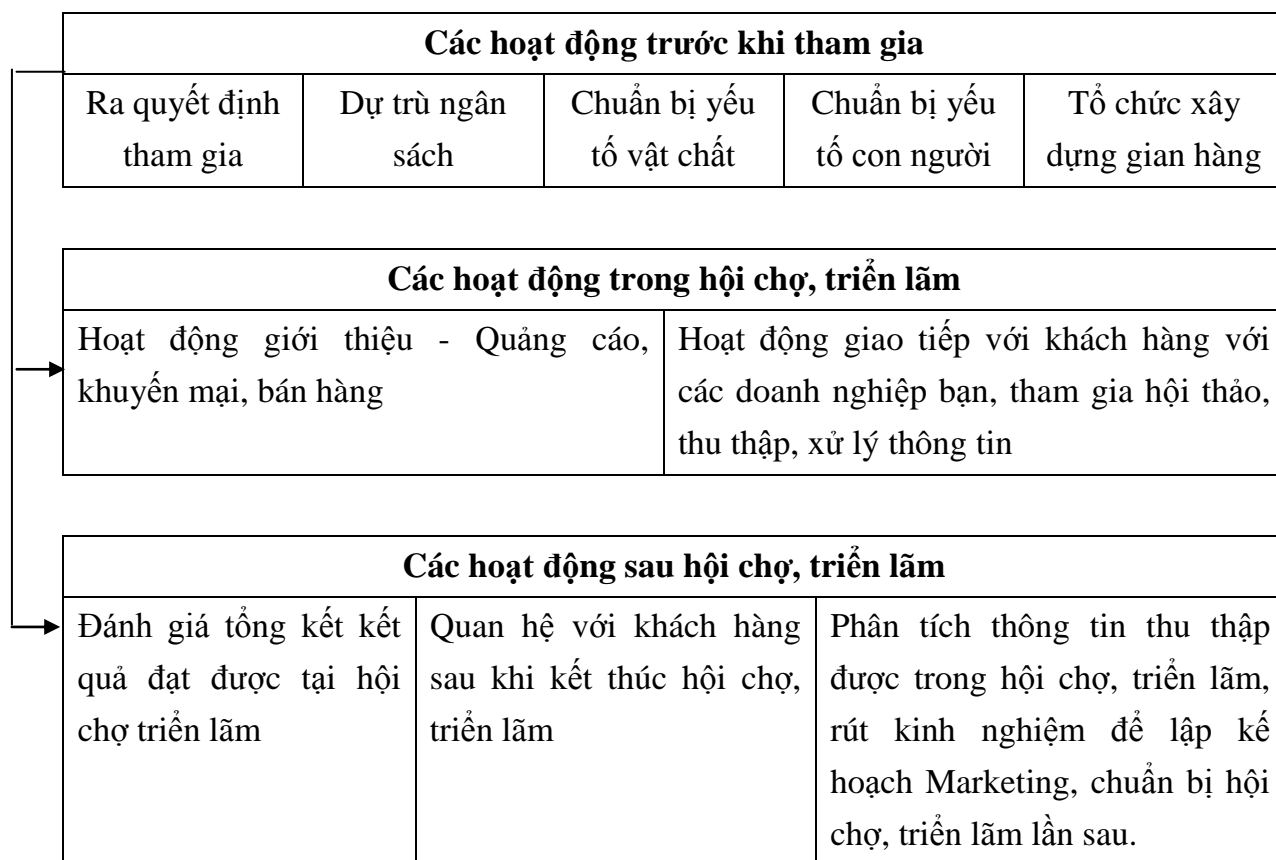 Các hoạt động trước khi tham gia
Ra quyết định
tham gia
Dự trù ngân
sách
Chuẩn bị yếu
tố vật chất
Chuẩn bị yếu
tố con người
Tổ chức xây
dựng gian hàng
Các hoạt động trong hội chợ, triển lãm
Hoạt động giới thiệu - Quảng cáo,
khuyến mại, bán hàng
Hoạt động giao tiếp với khách hàng với
các doanh nghiệp bạn, tham gia hội thảo,
thu thập, xử lý thông tin
Các hoạt động sau hội chợ, triển lãm
Đánh giá tổng kết kết
quả đạt được tại hội
chợ triển lãm
Quan hệ với khách hàng
sau khi kết thúc hội chợ,
triển lãm
Phân tích thông tin thu thập
được trong hội chợ, triển lãm,
rút kinh nghiệm để lập kế
hoạch Marketing, chuẩn bị hội
chợ, triển lãm lần sau.